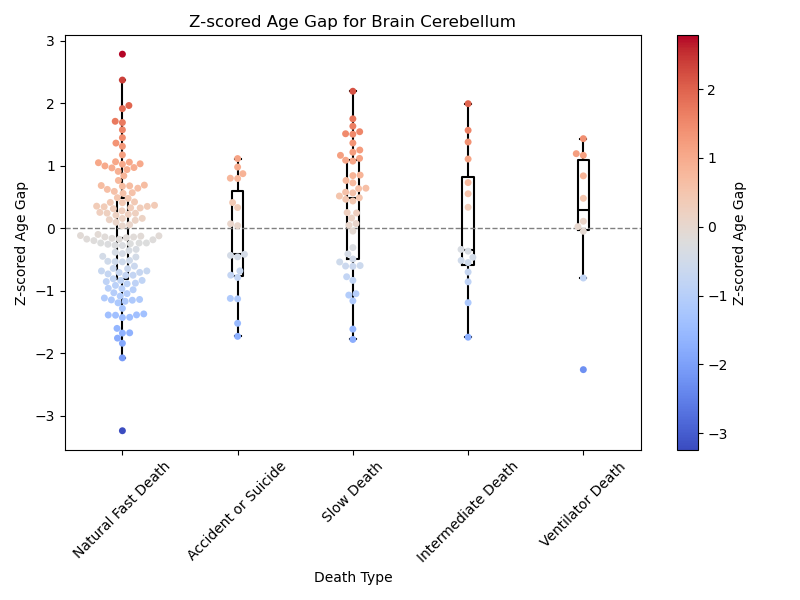 Z-scored Age Gap for Brain Cerebellum
Z-scored Age Gap
3
2
1
0
−1
−2
−3
Natural Fast Death
Accident or Suicide
Slow Death
Intermediate Death
Ventilator Death
Death Type
2
1
0
−1
−2
−3
Z-scored Age Gap